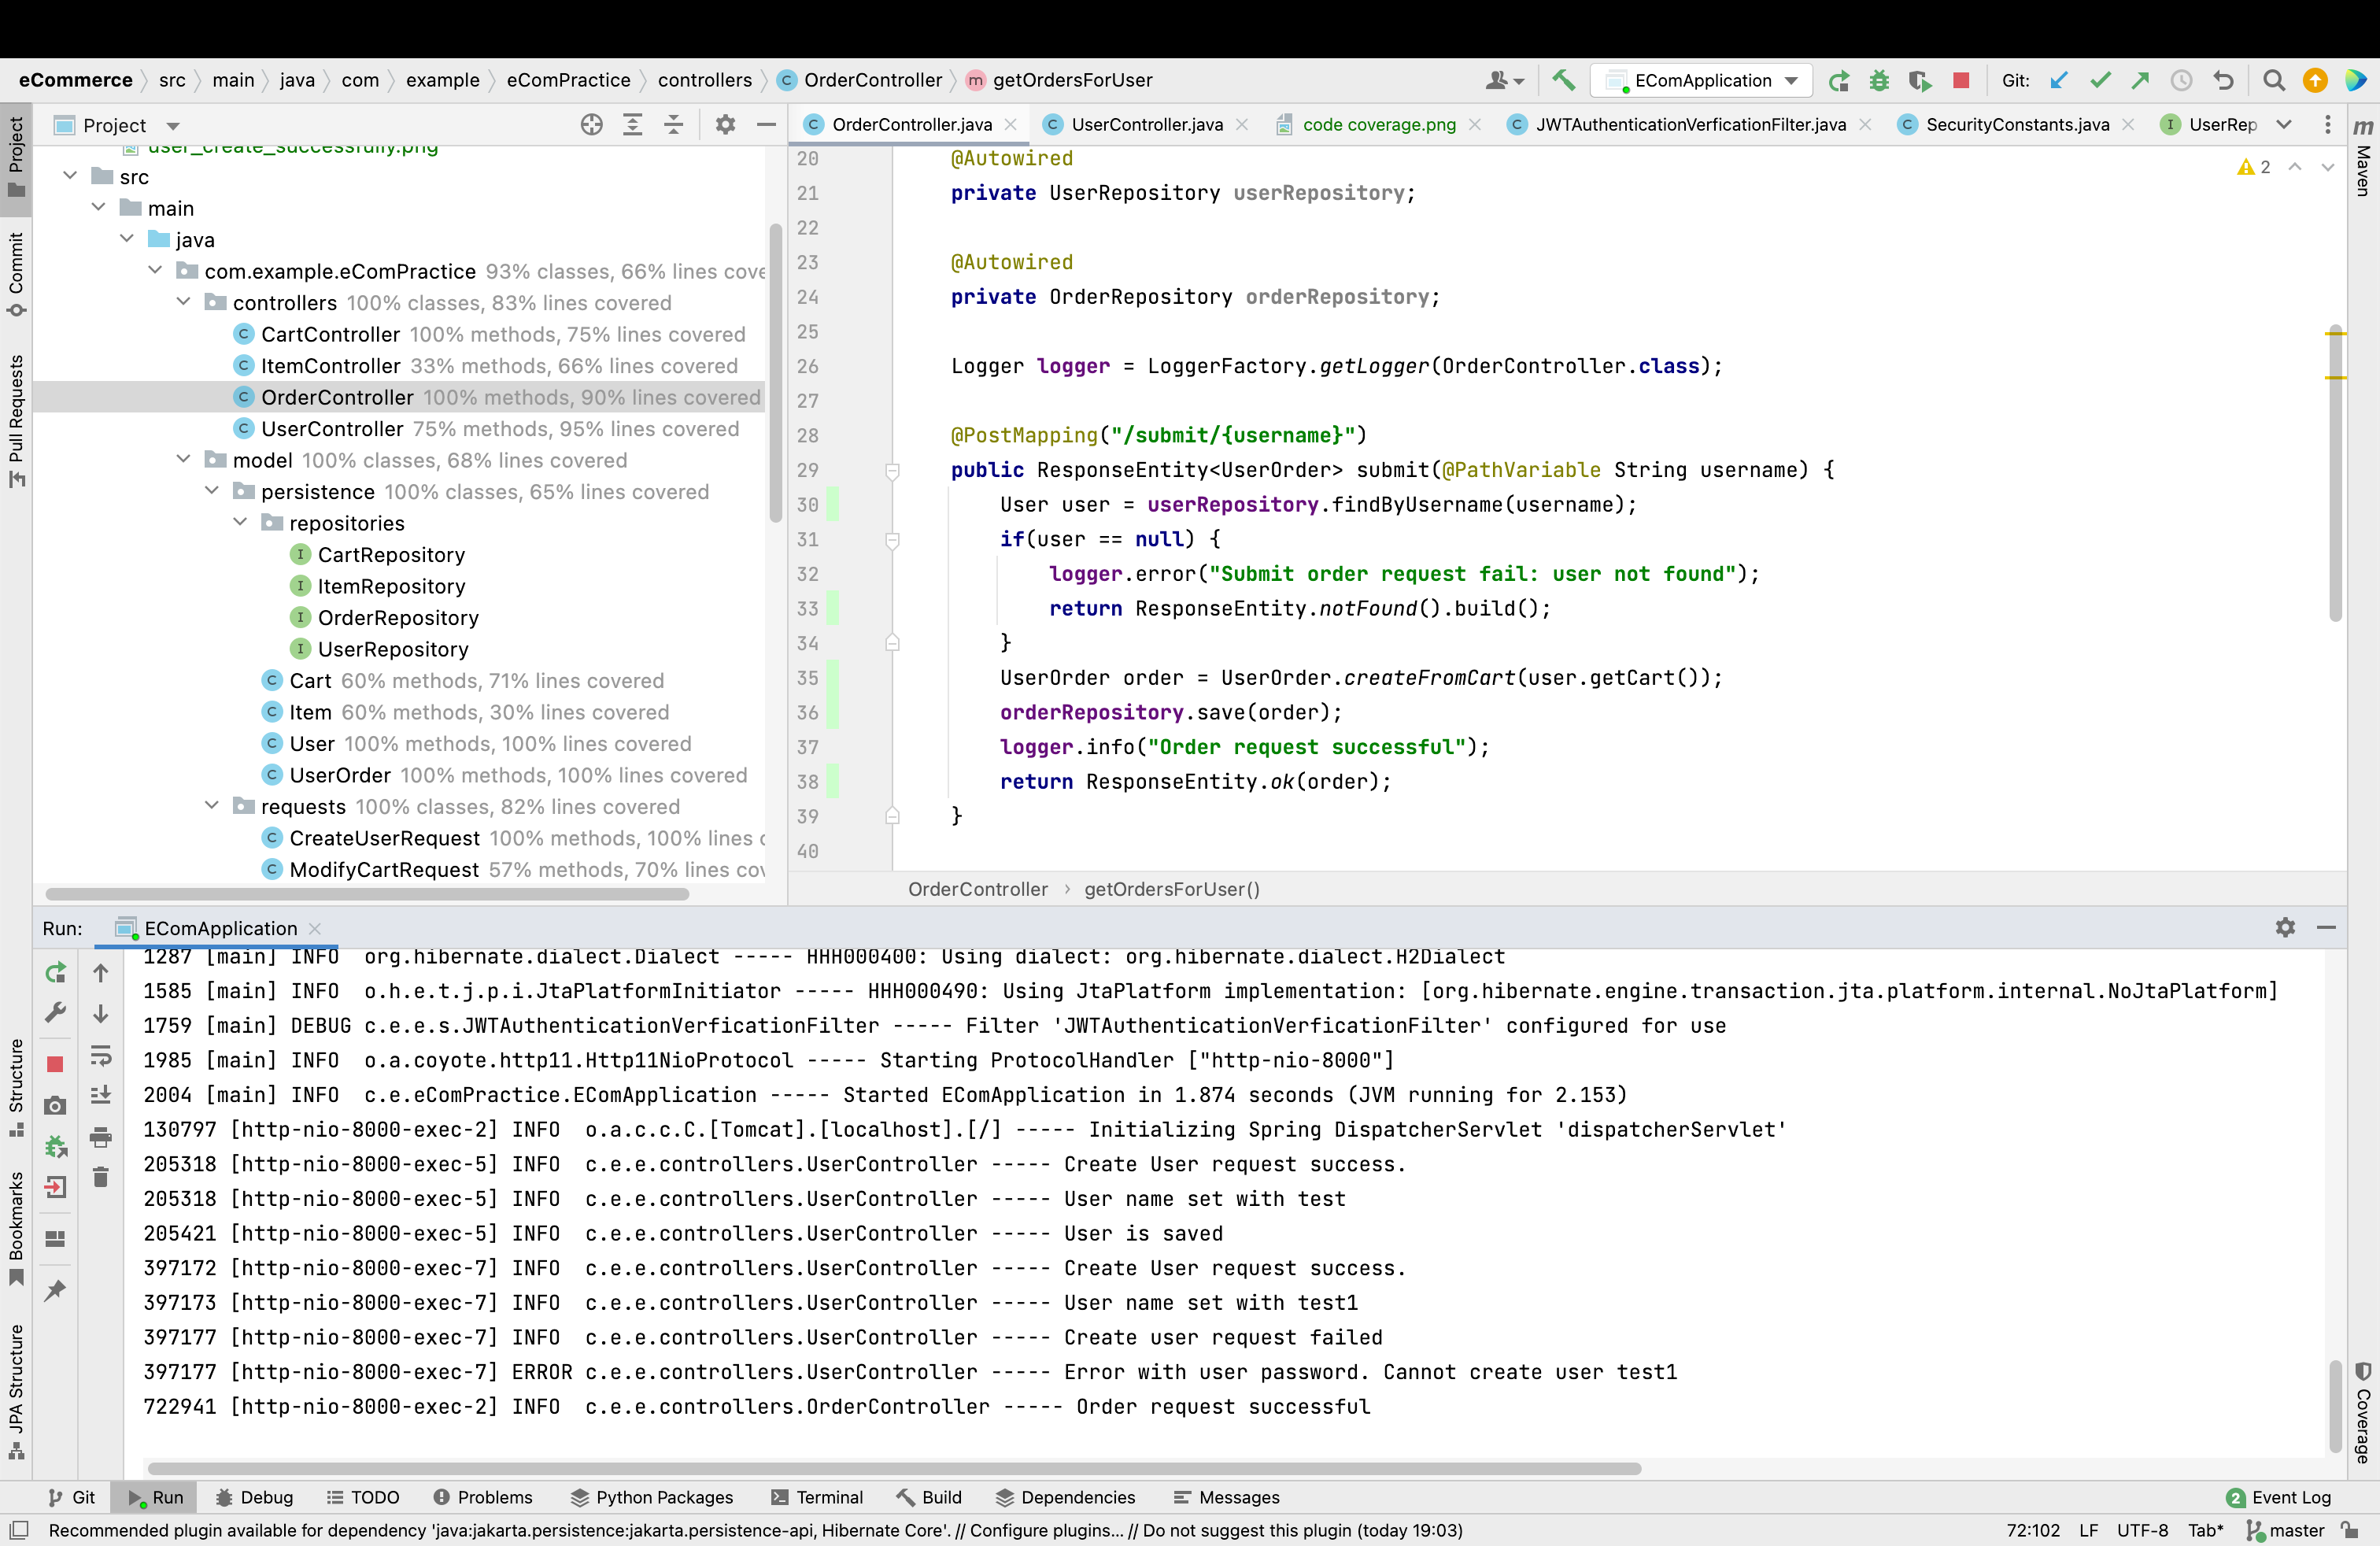 eCommerce src main java com example eComPractice controllers OrderController getOrdersForUser
EComApplication
Git:
Project
OrderController.java
UserController.java
code coverage.png
JWTAuthenticationVerficationFilter.java
SecurityConstants.java
UserRep
Project
Commit
Pull Requests
Structure
Bookmarks
JPA Structure
Maven
Coverage
user_create_successfully.png
src
main
java
com.example.eComPractice 93% classes, 66% lines cove
controllers 100% classes, 83% lines covered
CartController 100% methods, 75% lines covered
ItemController 33% methods, 66% lines covered
OrderController 100% methods, 90% lines covered
UserController 75% methods, 95% lines covered
model 100% classes, 68% lines covered
persistence 100% classes, 65% lines covered
repositories
CartRepository
ItemRepository
OrderRepository
UserRepository
Cart 60% methods, 71% lines covered
Item 60% methods, 30% lines covered
User 100% methods, 100% lines covered
UserOrder 100% methods, 100% lines covered
requests 100% classes, 82% lines covered
CreateUserRequest 100% methods, 100% lines c
ModifyCartRequest 57% methods, 70% lines cov
2
20 @Autowired
21 private UserRepository userRepository;
22
23 @Autowired
24 private OrderRepository orderRepository;
25
26 Logger logger = LoggerFactory.getLogger(OrderController.class);
27
28 @PostMapping("/submit/{username}")
29 public ResponseEntity<UserOrder> submit(@PathVariable String username) {
30 User user = userRepository.findByUsername(username);
31 if(user == null) {
32 logger.error("Submit order request fail: user not found");
33 return ResponseEntity.notFound().build();
34 }
35 UserOrder order = UserOrder.createFromCart(user.getCart());
36 orderRepository.save(order);
37 logger.info("Order request successful");
38 return ResponseEntity.ok(order);
39 }
40
OrderController › getOrdersForUser()
Run: EComApplication
1287 [main] INFO  org.hibernate.dialect.Dialect ----- HHH000400: Using dialect: org.hibernate.dialect.H2Dialect
1585 [main] INFO  o.h.e.t.j.p.i.JtaPlatformInitiator ----- HHH000490: Using JtaPlatform implementation: [org.hibernate.engine.transaction.jta.platform.internal.NoJtaPlatform]
1759 [main] DEBUG c.e.e.s.JWTAuthenticationVerficationFilter ----- Filter 'JWTAuthenticationVerficationFilter' configured for use
1985 [main] INFO  o.a.coyote.http11.Http11NioProtocol ----- Starting ProtocolHandler ["http-nio-8000"]
2004 [main] INFO  c.e.eComPractice.EComApplication ----- Started EComApplication in 1.874 seconds (JVM running for 2.153)
130797 [http-nio-8000-exec-2] INFO  o.a.c.c.C.[Tomcat].[localhost].[/] ----- Initializing Spring DispatcherServlet 'dispatcherServlet'
205318 [http-nio-8000-exec-5] INFO  c.e.e.controllers.UserController ----- Create User request success.
205318 [http-nio-8000-exec-5] INFO  c.e.e.controllers.UserController ----- User name set with test
205421 [http-nio-8000-exec-5] INFO  c.e.e.controllers.UserController ----- User is saved
397172 [http-nio-8000-exec-7] INFO  c.e.e.controllers.UserController ----- Create User request success.
397173 [http-nio-8000-exec-7] INFO  c.e.e.controllers.UserController ----- User name set with test1
397177 [http-nio-8000-exec-7] INFO  c.e.e.controllers.UserController ----- Create user request failed
397177 [http-nio-8000-exec-7] ERROR c.e.e.controllers.UserController ----- Error with user password. Cannot create user test1
722941 [http-nio-8000-exec-2] INFO  c.e.e.controllers.OrderController ----- Order request successful
Git Run Debug TODO Problems Python Packages Terminal Build Dependencies Messages 2 Event Log
Recommended plugin available for dependency 'java:jakarta.persistence:jakarta.persistence-api, Hibernate Core'. // Configure plugins... // Do not suggest this plugin (today 19:03) 72:102 LF UTF-8 Tab* master